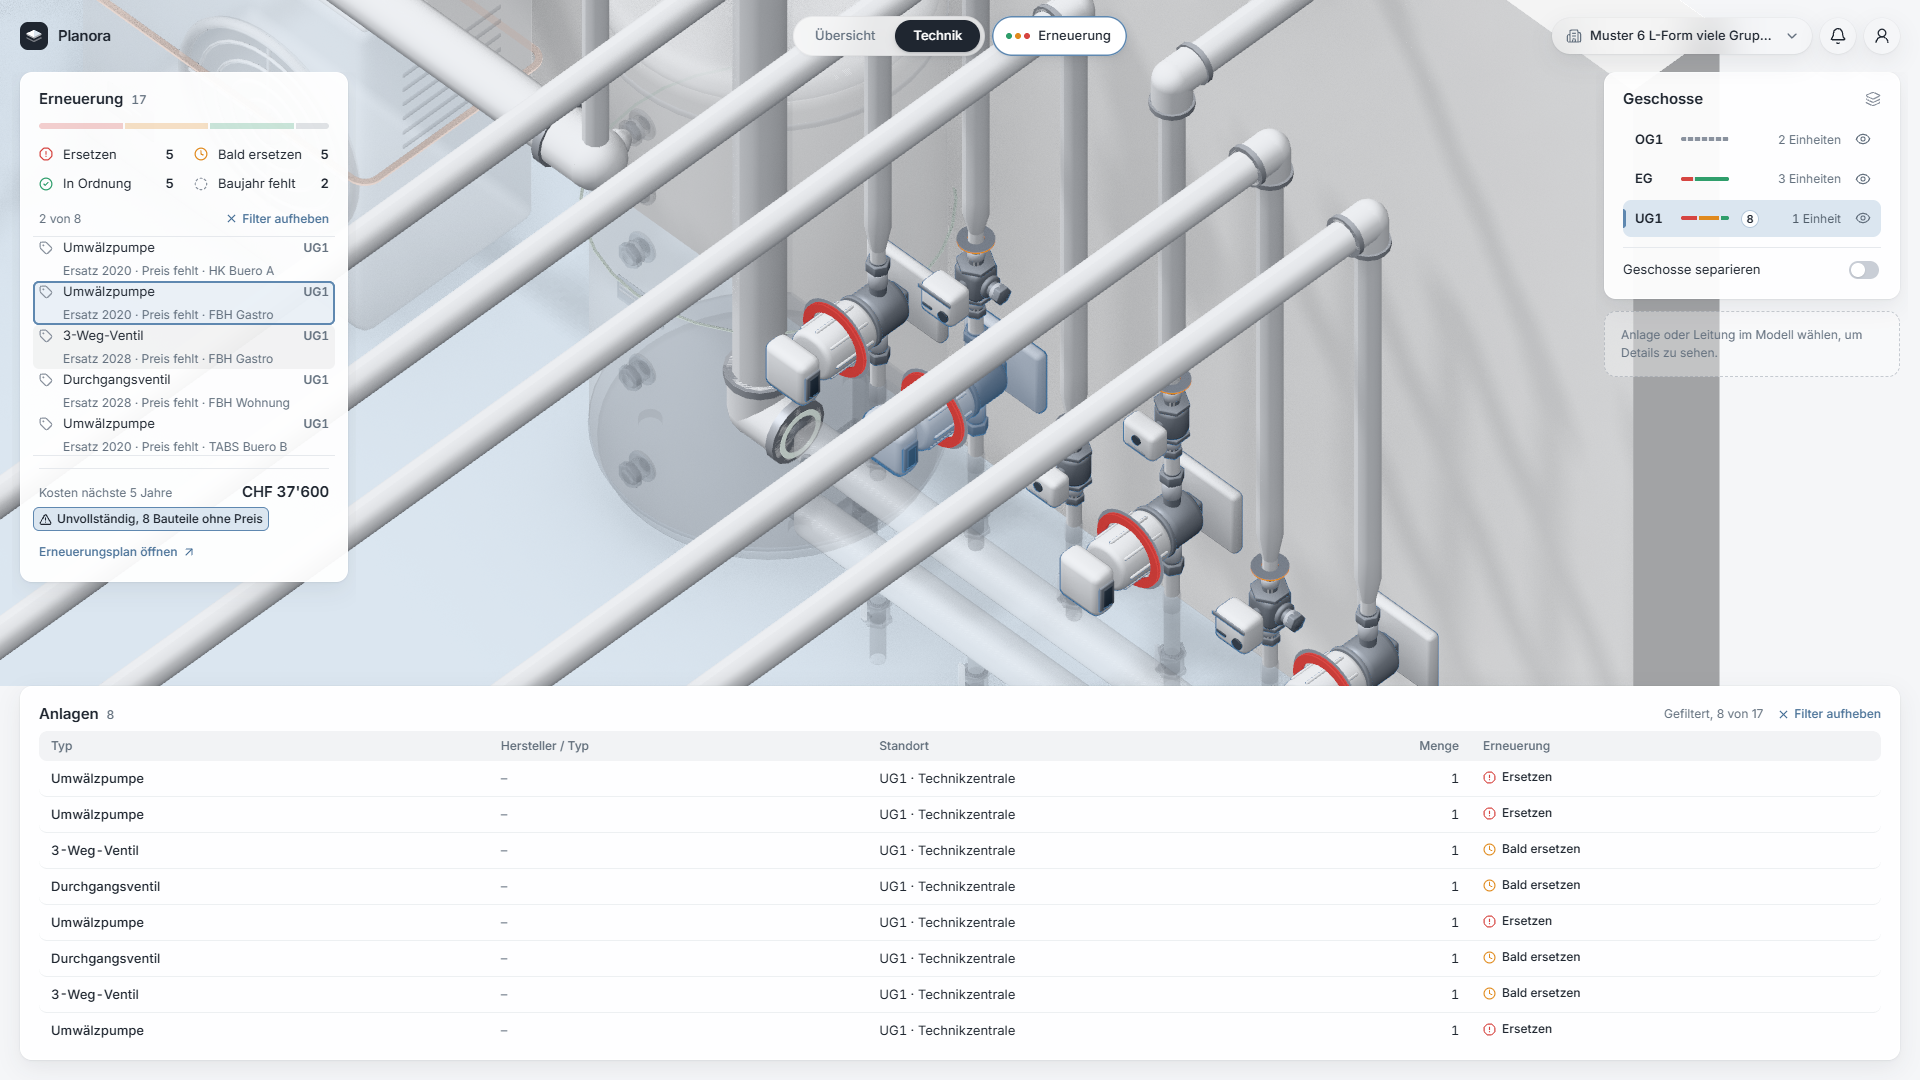 Planora
Übersicht
Technik
Erneuerung
Muster 6 L-Form viele Grup...
Erneuerung 17
Ersetzen 5
Bald ersetzen 5
In Ordnung 5
Baujahr fehlt 2
2 von 8
Filter aufheben
Umwälzpumpe UG1
Ersatz 2020 · Preis fehlt · HK Buero A
Umwälzpumpe UG1
Ersatz 2020 · Preis fehlt · FBH Gastro
3-Weg-Ventil UG1
Ersatz 2028 · Preis fehlt · FBH Gastro
Durchgangsventil UG1
Ersatz 2028 · Preis fehlt · FBH Wohnung
Umwälzpumpe UG1
Ersatz 2020 · Preis fehlt · TABS Buero B
Kosten nächste 5 Jahre CHF 37'600
Unvollständig, 8 Bauteile ohne Preis
Erneuerungsplan öffnen
Geschosse
OG1 2 Einheiten
EG 3 Einheiten
UG1 8 1 Einheit
Geschosse separieren
Anlage oder Leitung im Modell wählen, um
Details zu sehen.
Anlagen 8
Gefiltert, 8 von 17
Filter aufheben
Typ Hersteller / Typ Standort Menge Erneuerung
Umwälzpumpe – UG1 · Technikzentrale 1 Ersetzen
Umwälzpumpe – UG1 · Technikzentrale 1 Ersetzen
3-Weg-Ventil – UG1 · Technikzentrale 1 Bald ersetzen
Durchgangsventil – UG1 · Technikzentrale 1 Bald ersetzen
Umwälzpumpe – UG1 · Technikzentrale 1 Ersetzen
Durchgangsventil – UG1 · Technikzentrale 1 Bald ersetzen
3-Weg-Ventil – UG1 · Technikzentrale 1 Bald ersetzen
Umwälzpumpe – UG1 · Technikzentrale 1 Ersetzen